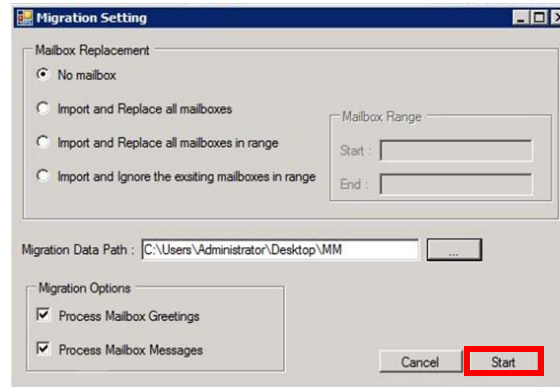 Migration Setting
Mailbox Replacement
No mailbox
Import and Replace all mailboxes
Import and Replace all mailboxes in range
Import and Ignore the exsiting mailboxes in range
Mailbox Range
Start :
End :
Migration Data Path : C:\Users\Administrator\Desktop\MM ...
Migration Options
Process Mailbox Greetings
Process Mailbox Messages
Cancel Start